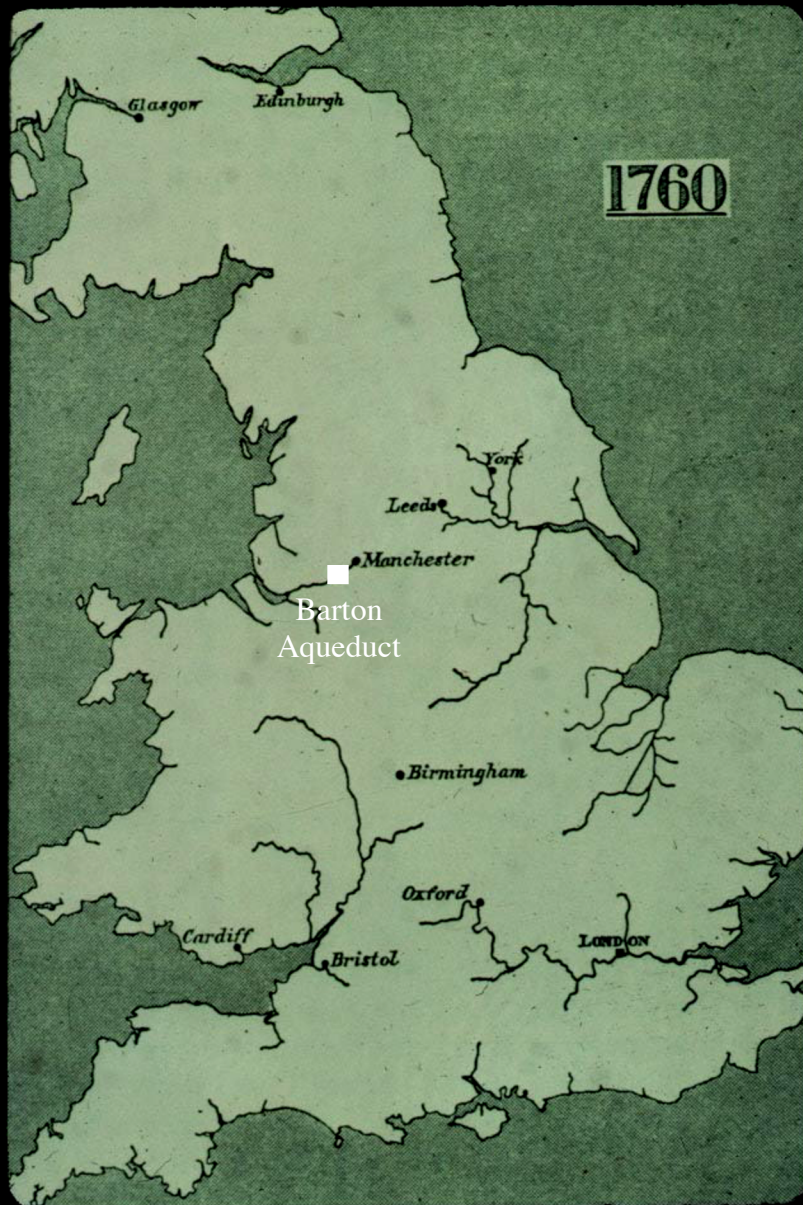 Glasgow
Edinburgh
1760
York
Leeds
Manchester
Barton
Aqueduct
Birmingham
Oxford
Cardiff
LONDON
Bristol